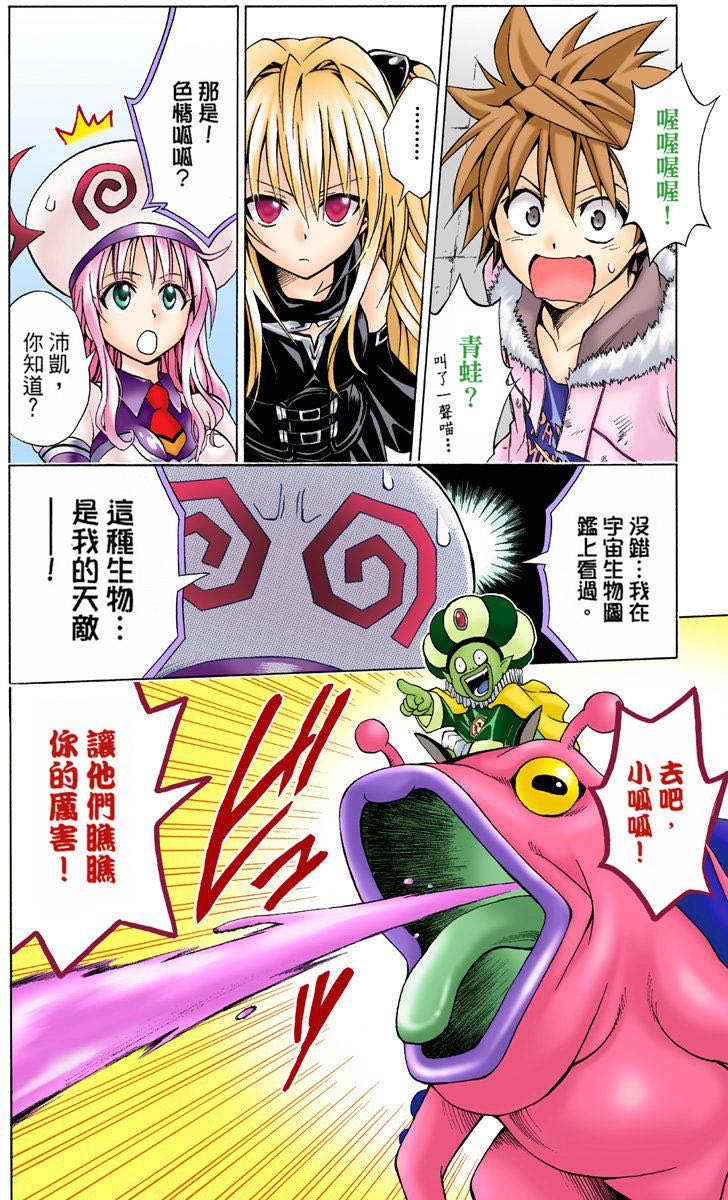 喔喔喔喔！
青蛙？
叫了一聲喵…
………
那是！
色情呱呱？
沛凱，
你知道？
沒錯…我在
宇宙生物圖
鑑上看過。
這種生物…
是我的天敵
──！
去吧，
小呱呱！
讓他們瞧瞧
你的厲害！
ビュッ